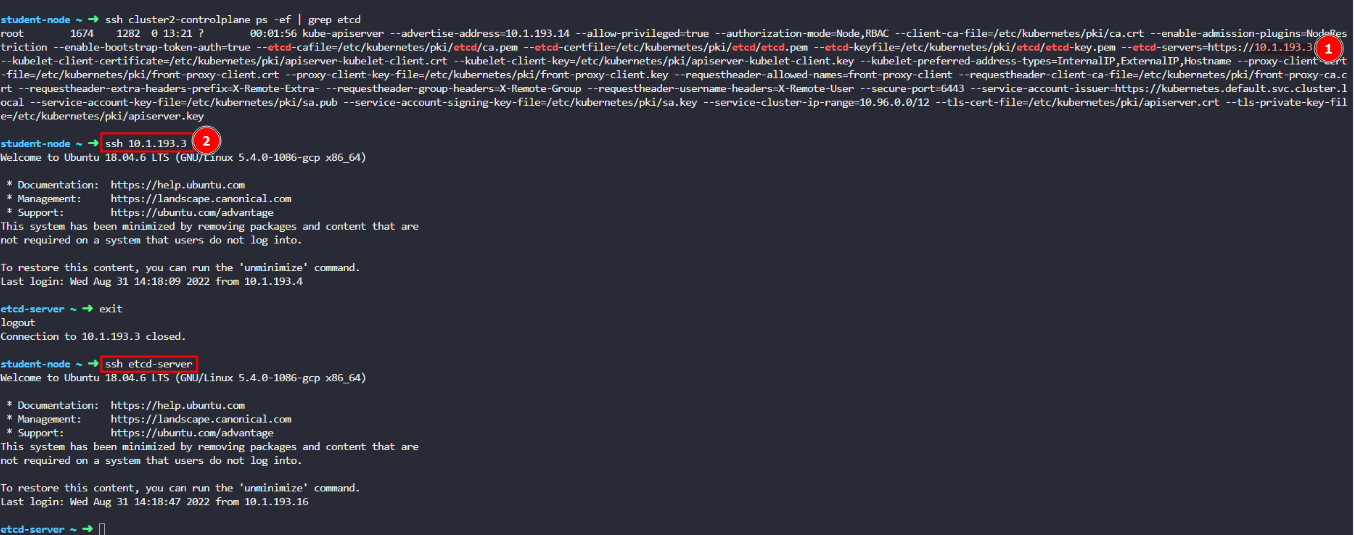 student-node ~ ➜ ssh cluster2-controlplane ps -ef | grep etcd
root 1674 1282 0 13:21 ? 00:01:56 kube-apiserver --advertise-address=10.1.193.14 --allow-privileged=true --authorization-mode=Node,RBAC --client-ca-file=/etc/kubernetes/pki/ca.crt --enable-admission-plugins=NodeRes
triction --enable-bootstrap-token-auth=true --etcd-cafile=/etc/kubernetes/pki/etcd/ca.pem --etcd-certfile=/etc/kubernetes/pki/etcd/etcd.pem --etcd-keyfile=/etc/kubernetes/pki/etcd/etcd-key.pem --etcd-servers=https://10.1.193.3 1
--kubelet-client-certificate=/etc/kubernetes/pki/apiserver-kubelet-client.crt --kubelet-client-key=/etc/kubernetes/pki/apiserver-kubelet-client.key --kubelet-preferred-address-types=InternalIP,ExternalIP,Hostname --proxy-client-cert
-file=/etc/kubernetes/pki/front-proxy-client.crt --proxy-client-key-file=/etc/kubernetes/pki/front-proxy-client.key --requestheader-allowed-names=front-proxy-client --requestheader-client-ca-file=/etc/kubernetes/pki/front-proxy-ca.c
rt --requestheader-extra-headers-prefix=X-Remote-Extra- --requestheader-group-headers=X-Remote-Group --requestheader-username-headers=X-Remote-User --secure-port=6443 --service-account-issuer=https://kubernetes.default.svc.cluster.l
ocal --service-account-key-file=/etc/kubernetes/pki/sa.pub --service-account-signing-key-file=/etc/kubernetes/pki/sa.key --service-cluster-ip-range=10.96.0.0/12 --tls-cert-file=/etc/kubernetes/pki/apiserver.crt --tls-private-key-fil
e=/etc/kubernetes/pki/apiserver.key
student-node ~ ➜ ssh 10.1.193.3 2
Welcome to Ubuntu 18.04.6 LTS (GNU/Linux 5.4.0-1086-gcp x86_64)
* Documentation: https://help.ubuntu.com
* Management: https://landscape.canonical.com
* Support: https://ubuntu.com/advantage
This system has been minimized by removing packages and content that are
not required on a system that users do not log into.
To restore this content, you can run the 'unminimize' command.
Last login: Wed Aug 31 14:18:09 2022 from 10.1.193.4
etcd-server ~ ➜ exit
logout
Connection to 10.1.193.3 closed.
student-node ~ ➜ ssh etcd-server
Welcome to Ubuntu 18.04.6 LTS (GNU/Linux 5.4.0-1086-gcp x86_64)
* Documentation: https://help.ubuntu.com
* Management: https://landscape.canonical.com
* Support: https://ubuntu.com/advantage
This system has been minimized by removing packages and content that are
not required on a system that users do not log into.
To restore this content, you can run the 'unminimize' command.
Last login: Wed Aug 31 14:18:47 2022 from 10.1.193.16
etcd-server ~ ➜